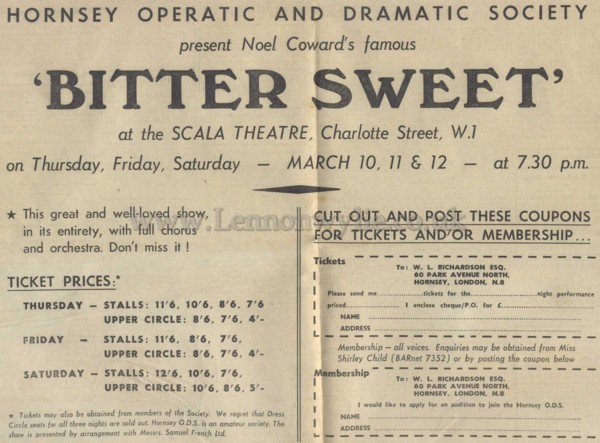 HORNSEY OPERATIC AND DRAMATIC SOCIETY
present Noel Coward's famous
'BITTER SWEET'
at the SCALA THEATRE, Charlotte Street, W.1
on Thursday, Friday, Saturday — MARCH 10, 11 & 12 — at 7.30 p.m.
★ This great and well-loved show,
in its entirety, with full chorus
and orchestra. Don't miss it !
TICKET PRICES:*
THURSDAY — STALLS: 11'6, 10'6, 8'6, 7'6
UPPER CIRCLE: 8'6, 7'6, 4'-
FRIDAY — STALLS: 11'6, 8'6, 7'6,
UPPER CIRCLE: 8'6, 7'6, 4'-
SATURDAY — STALLS: 12'6, 10'6, 7'6,
UPPER CIRCLE: 10'6, 8'6, 5'-
* Tickets may also be obtained from members of the Society. We regret that Dress
Circle seats for all three nights are sold out. Hornsey O.D.S. is an amateur society. The
show is presented by arrangement with Messrs. Samuel French Ltd.
CUT OUT AND POST THESE COUPONS
FOR TICKETS AND/OR MEMBERSHIP...
Tickets
To: W. L. RICHARDSON ESQ.
60 PARK AVENUE NORTH,
HORNSEY, LONDON, N.8
Please send me..............tickets for the..............night performance
priced.............. I enclose cheque/P.O. for £..............
NAME
ADDRESS
Membership — all voices. Enquiries may be obtained from Miss
Shirley Child (BARnet 7352) or by posting the coupon below
Membership
To: W. L. RICHARDSON ESQ.
60 PARK AVENUE NORTH,
HORNSEY, LONDON, N.8
I would like to apply for an audition to join the Hornsey O.D.S.
NAME
ADDRESS